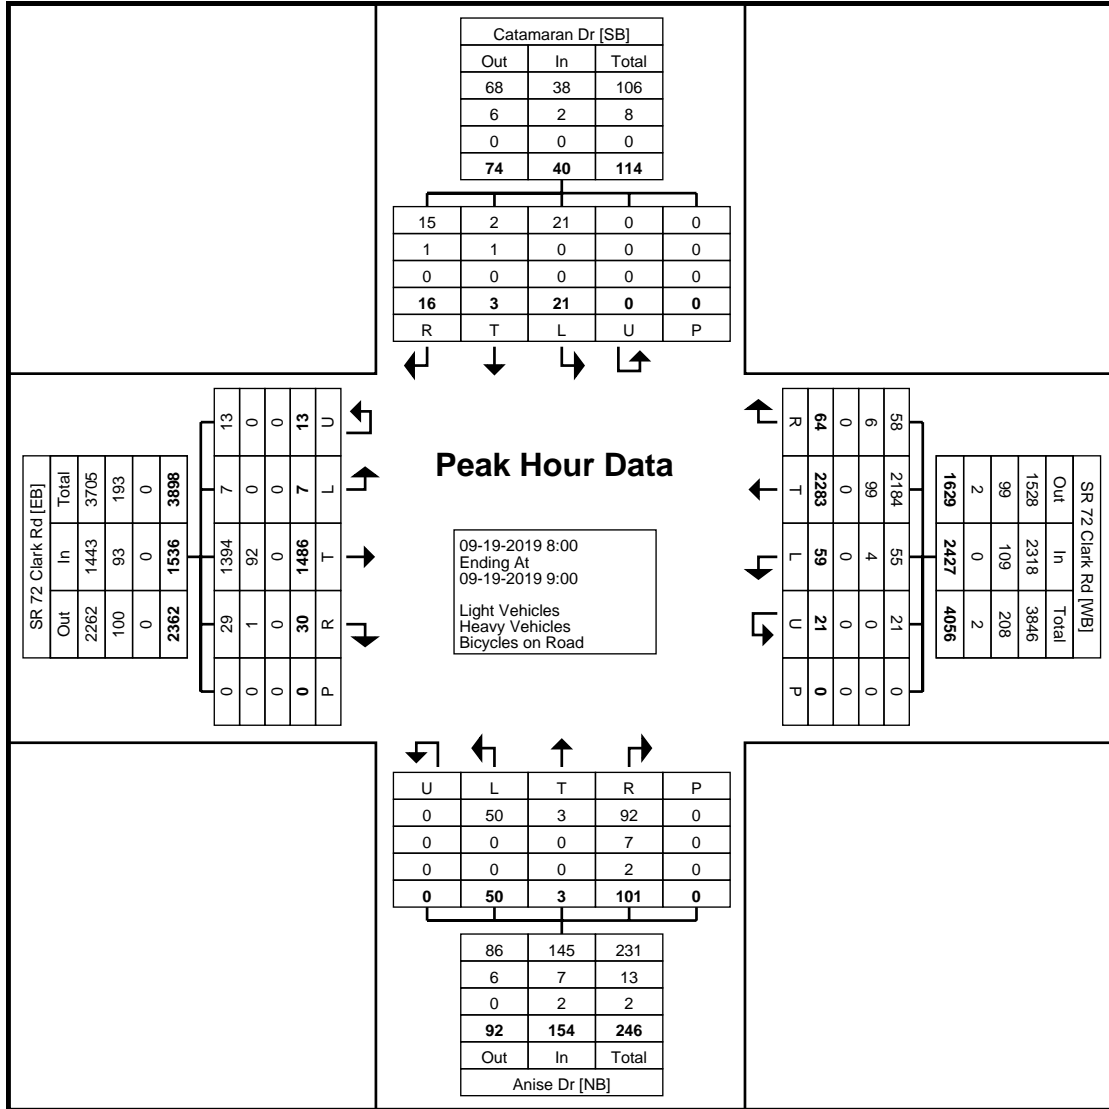 Catamaran Dr [SB]
Out In Total
68 38 106
6 2 8
0 0 0
74 40 114
15 2 21 0 0
1 1 0 0 0
0 0 0 0 0
16 3 21 0 0
R T L U P
SR 72 Clark Rd [EB]
Total In Out
3705 1443 2262
193 93 100
0 0 0
3898 1536 2362
13 7 1394 29 0
0 0 92 1 0
0 0 0 0 0
13 7 1486 30 0
U L T R P
Peak Hour Data
09-19-2019 8:00
Ending At
09-19-2019 9:00
Light Vehicles
Heavy Vehicles
Bicycles on Road
R T L U P
64 2283 59 21 0
0 0 0 0 0
6 99 4 0 0
58 2184 55 21 0
SR 72 Clark Rd [WB]
Out In Total
1528 2318 3846
99 109 208
2 0 2
1629 2427 4056
U L T R P
0 50 3 92 0
0 0 0 7 0
0 0 0 2 0
0 50 3 101 0
86 145 231
6 7 13
0 2 2
92 154 246
Out In Total
Anise Dr [NB]